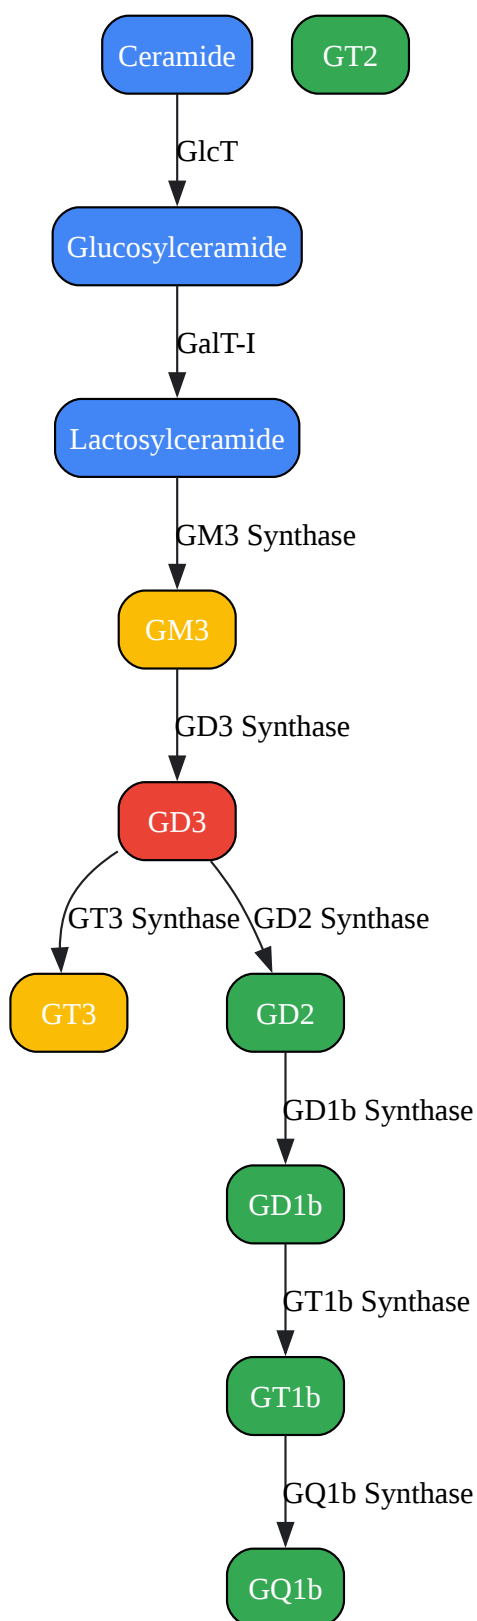 Ceramide
GT2
GlcT
Glucosylceramide
GalT-I
Lactosylceramide
GM3 Synthase
GM3
GD3 Synthase
GD3
GT3 Synthase
GD2 Synthase
GT3
GD2
GD1b Synthase
GD1b
GT1b Synthase
GT1b
GQ1b Synthase
GQ1b